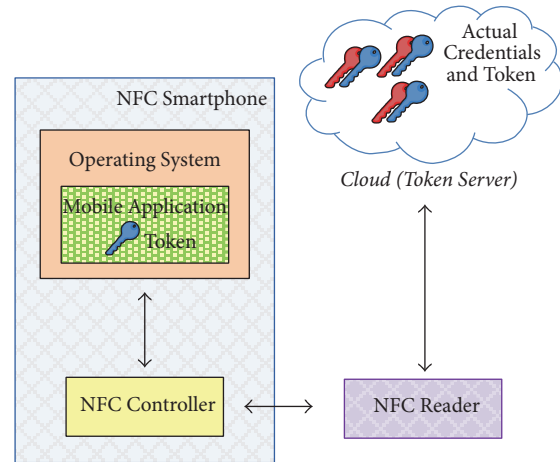 Actual
Credentials
and Token
Cloud (Token Server)
NFC Smartphone
Operating System
Mobile Application
Token
NFC Controller
NFC Reader